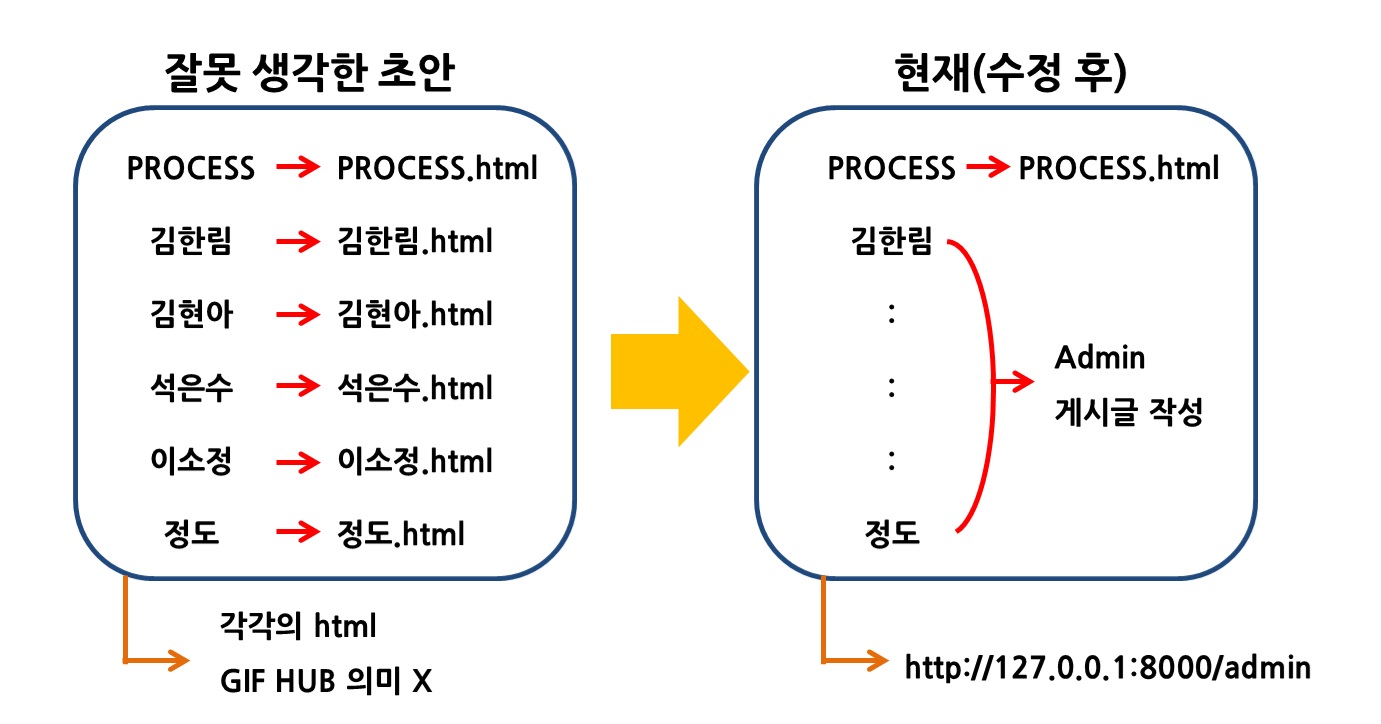 잘못 생각한 초안
PROCESS → PROCESS.html
김한림 → 김한림.html
김현아 → 김현아.html
석은수 → 석은수.html
이소정 → 이소정.html
정도 → 정도.html
각각의 html
GIF HUB 의미 X
현재(수정 후)
PROCESS → PROCESS.html
김한림
:
:
:
정도
Admin
게시글 작성
http://127.0.0.1:8000/admin